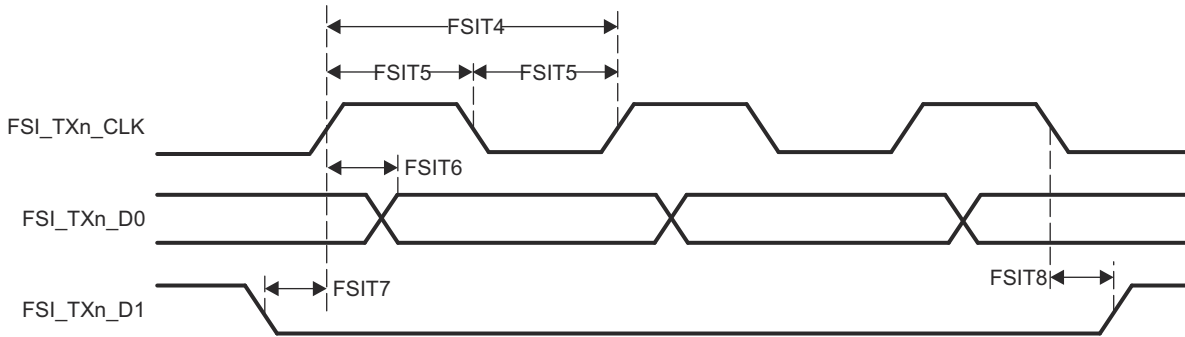 FSIT4
FSIT5 FSIT5
FSI_TXn_CLK
FSIT6
FSI_TXn_D0
FSIT7 FSIT8
FSI_TXn_D1